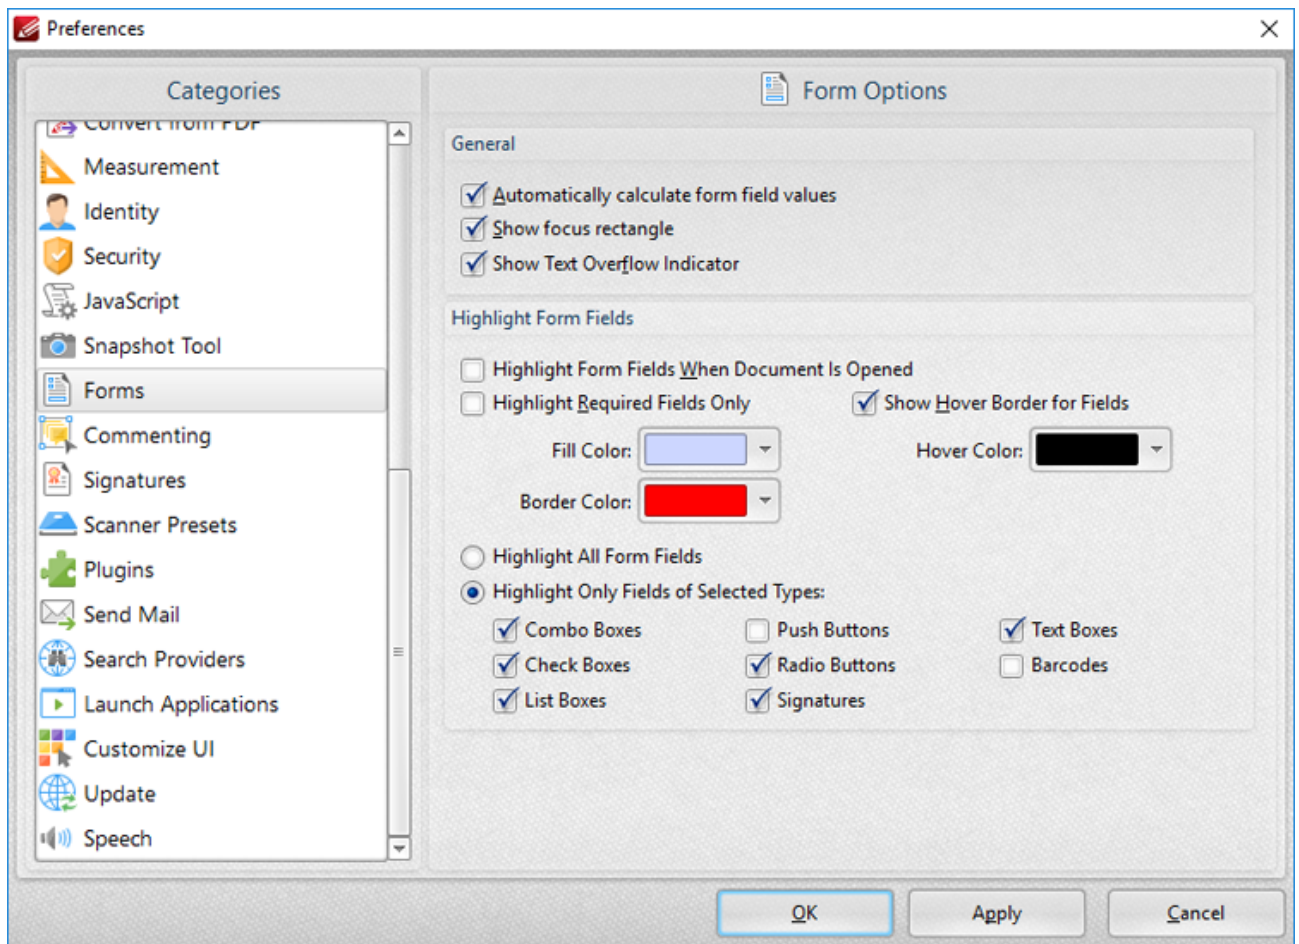 Preferences
Categories
Convert from PDF
Measurement
Identity
Security
JavaScript
Snapshot Tool
Forms
Commenting
Signatures
Scanner Presets
Plugins
Send Mail
Search Providers
Launch Applications
Customize UI
Update
Speech
Form Options
General
Automatically calculate form field values
Show focus rectangle
Show Text Overflow Indicator
Highlight Form Fields
Highlight Form Fields When Document Is Opened
Highlight Required Fields Only Show Hover Border for Fields
Fill Color: Hover Color:
Border Color:
Highlight All Form Fields
Highlight Only Fields of Selected Types:
Combo Boxes Push Buttons Text Boxes
Check Boxes Radio Buttons Barcodes
List Boxes Signatures
OK Apply Cancel